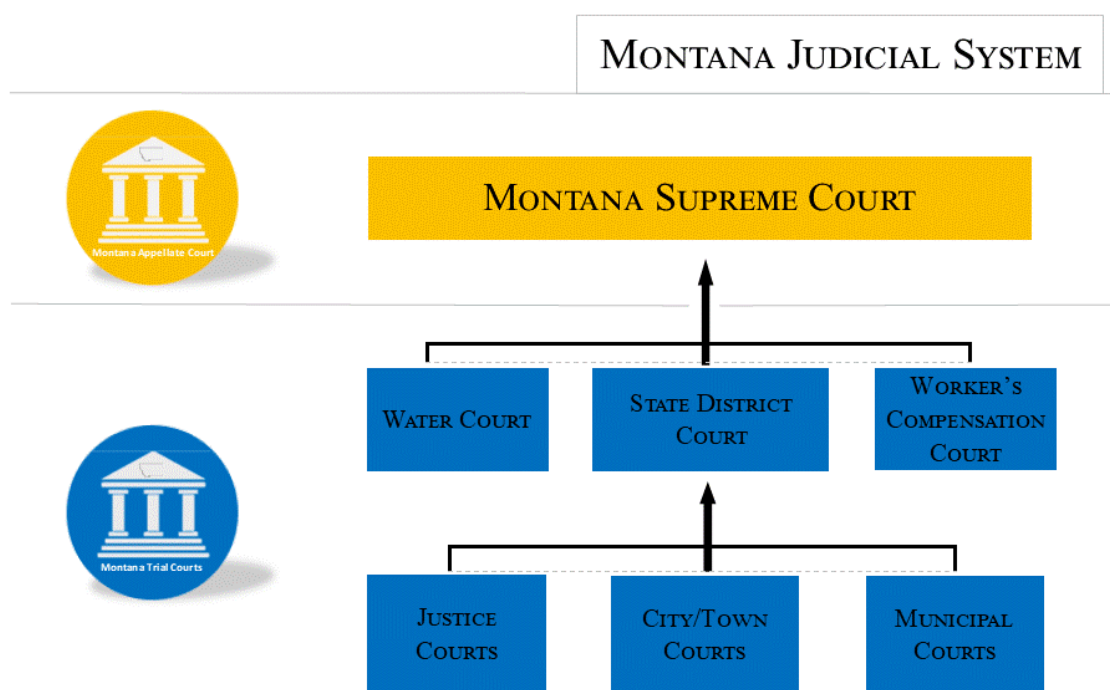 Montana Judicial System
Montana Appellate Court
Montana Supreme Court
Water Court
State District
Court
Worker's
Compensation
Court
Montana Trial Courts
Justice
Courts
City/Town
Courts
Municipal
Courts